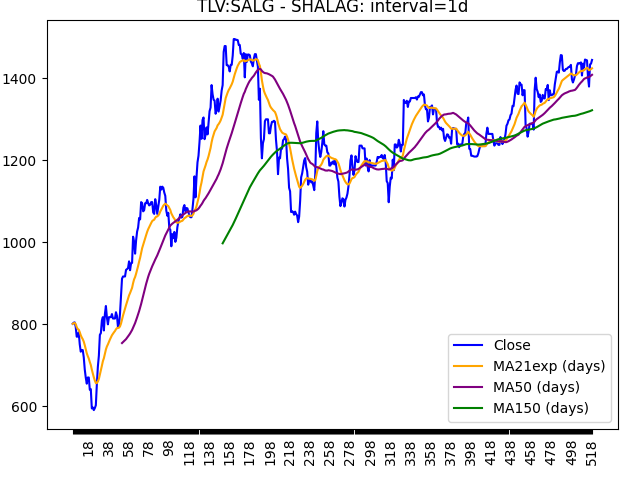 TLV:SALG - SHALAG: interval=1d
1400
1200
1000
800
600
Close
MA21exp (days)
MA50 (days)
MA150 (days)
18 38 58 78 98 118 138 158 178 198 218 238 258 278 298 318 338 358 378 398 418 438 458 478 498 518